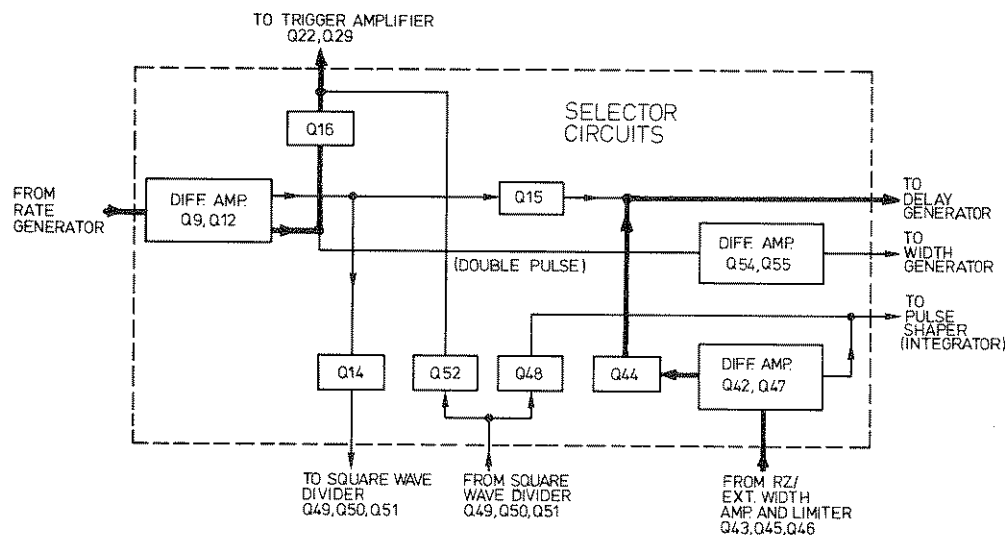 TO TRIGGER AMPLIFIER
Q22, Q29
SELECTOR
CIRCUITS
Q16
FROM
RATE
GENERATOR
DIFF. AMP.
Q9, Q12
Q15
TO
DELAY
GENERATOR
(DOUBLE PULSE)
DIFF. AMP.
Q54, Q55
TO
WIDTH
GENERATOR
TO
PULSE
SHAPER
(INTEGRATOR)
Q14
Q52
Q48
Q44
DIFF. AMP.
Q42, Q47
TO SQUARE WAVE
DIVIDER
Q49, Q50, Q51
FROM SQUARE
WAVE DIVIDER
Q49, Q50, Q51
FROM RZ/
EXT. WIDTH
AMP. AND LIMITER
Q43, Q45, Q46